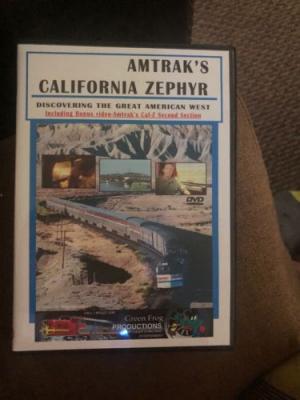 AMTRAK'S
CALIFORNIA ZEPHYR
DISCOVERING THE GREAT AMERICAN WEST
Including Bonus video-Amtrak's Cal-Z Second Section
DVD
Green Frog
PRODUCTIONS